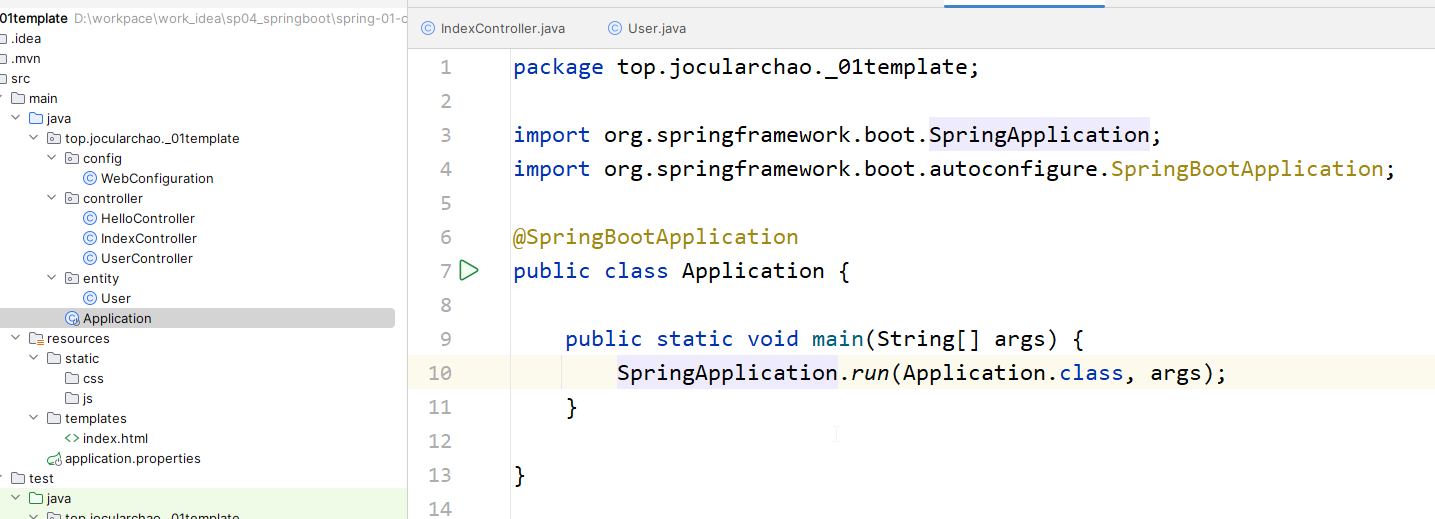 01template D:\workpace\work_idea\sp04_springboot\spring-01-c
.idea
.mvn
src
main
java
top.jocularchao._01template
config
WebConfiguration
controller
HelloController
IndexController
UserController
entity
User
Application
resources
static
css
js
templates
index.html
application.properties
test
java
top.jocularchao._01template
IndexController.java User.java
1 package top.jocularchao._01template;
2
3 import org.springframework.boot.SpringApplication;
4 import org.springframework.boot.autoconfigure.SpringBootApplication;
5
6 @SpringBootApplication
7 public class Application {
8
9 public static void main(String[] args) {
10 SpringApplication.run(Application.class, args);
11 }
12
13 }
14